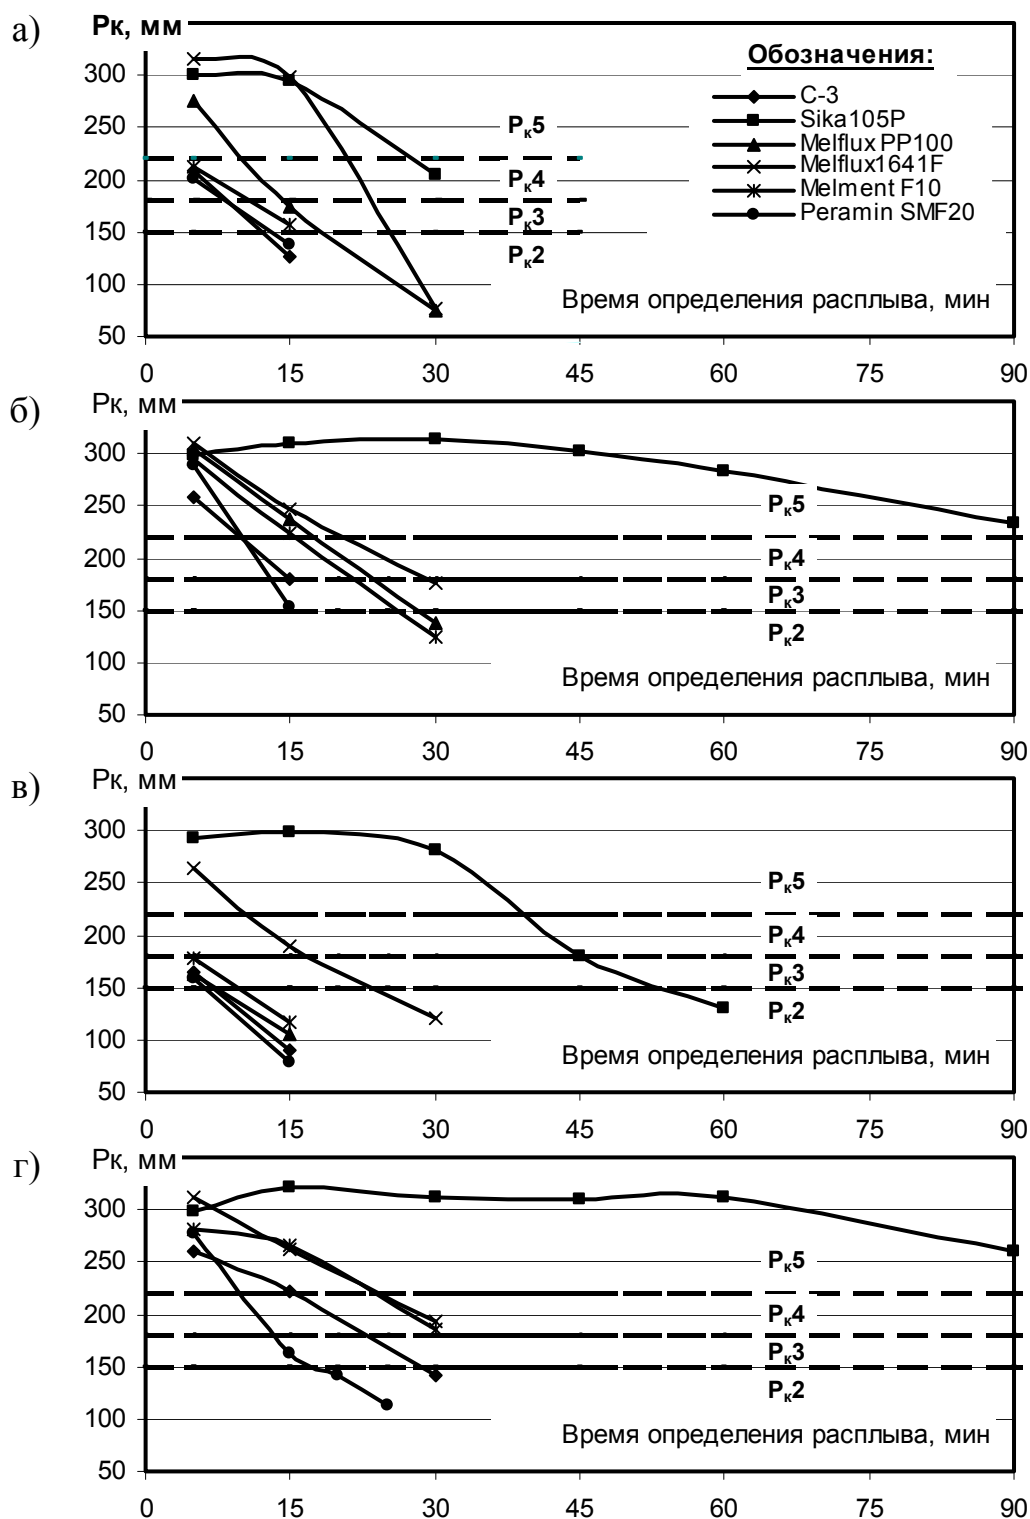 а)
Рк, мм
Обозначения:
С-3
Sika105P
Melflux PP100
Melflux1641F
Melment F10
Peramin SMF20
300
250
200
150
100
50
Рк5
Рк4
Рк3
Рк2
Время определения расплыва, мин
0 15 30 45 60 75 90
б)
Рк, мм
300
250
200
150
100
50
Рк5
Рк4
Рк3
Рк2
Время определения расплыва, мин
0 15 30 45 60 75 90
в)
Рк, мм
300
250
200
150
100
50
Рк5
Рк4
Рк3
Рк2
Время определения расплыва, мин
0 15 30 45 60 75 90
г)
Рк, мм
300
250
200
150
100
50
Рк5
Рк4
Рк3
Рк2
Время определения расплыва, мин
0 15 30 45 60 75 90